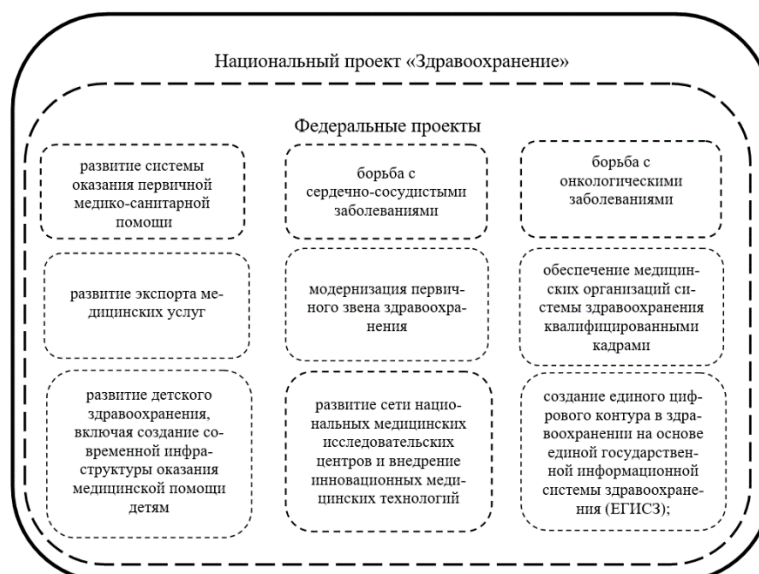 Национальный проект «Здравоохранение»
Федеральные проекты
развитие системы
оказания первичной
медико-санитарной
помощи
борьба с
сердечно-сосудистыми
заболеваниями
борьба с
онкологическими
заболеваниями
развитие экспорта ме-
дицинских услуг
модернизация первич-
ного звена здравоохра-
нения
обеспечение медицин-
ских организаций си-
стемы здравоохранения
квалифицированными
кадрами
развитие детского
здравоохранения,
включая создание со-
временной инфра-
структуры оказания
медицинской помощи
детям
развитие сети нацио-
нальных медицинских
исследовательских
центров и внедрение
инновационных меди-
цинских технологий
создание единого циф-
рового контура в здра-
воохранении на основе
единой государствен-
ной информационной
системы здравоохране-
ния (ЕГИСЗ);